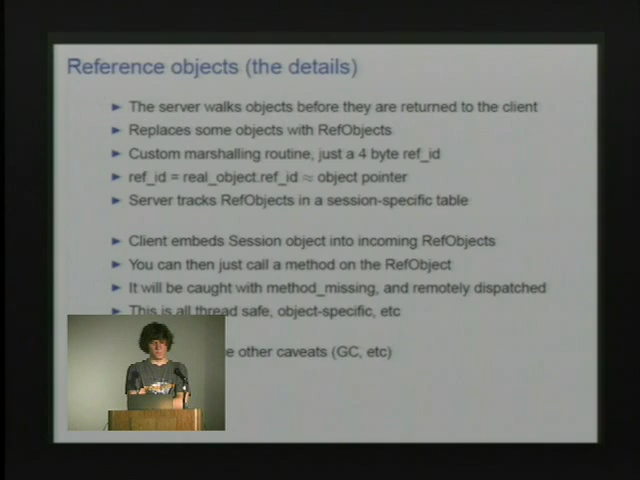 Reference objects (the details)
The server walks objects before they are returned to the client
Replaces some objects with RefObjects
Custom marshalling routine, just a 4 byte ref_id
ref_id = real_object.ref_id ≈ object pointer
Server tracks RefObjects in a session-specific table
Client embeds Session object into incoming RefObjects
You can then just call a method on the RefObject
It will be caught with method_missing, and remotely dispatched
This is all thread safe, object-specific, etc
other caveats (GC, etc)